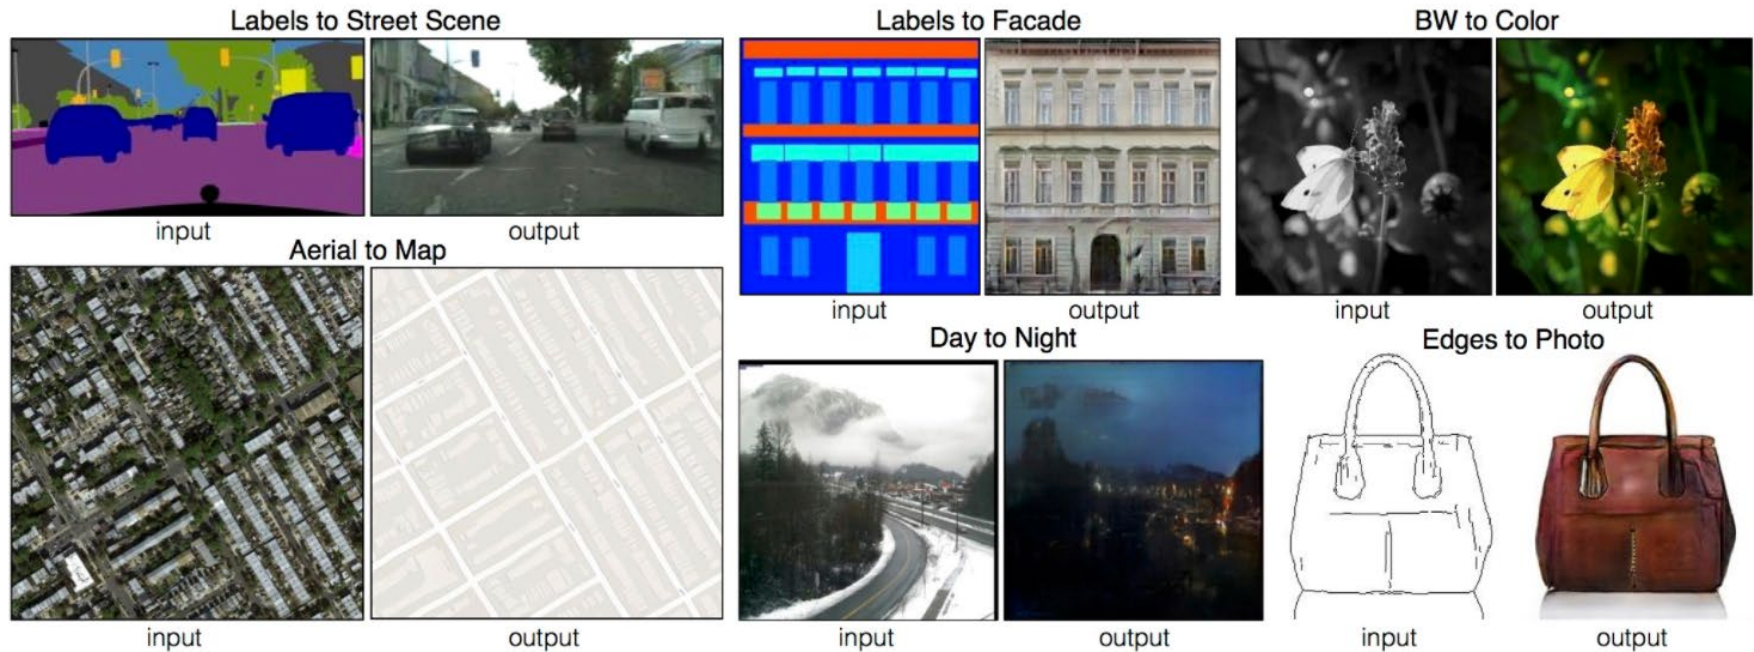 Labels to Street Scene
input
output
Aerial to Map
input
output
Labels to Facade
input
output
BW to Color
input
output
Day to Night
input
output
Edges to Photo
input
output